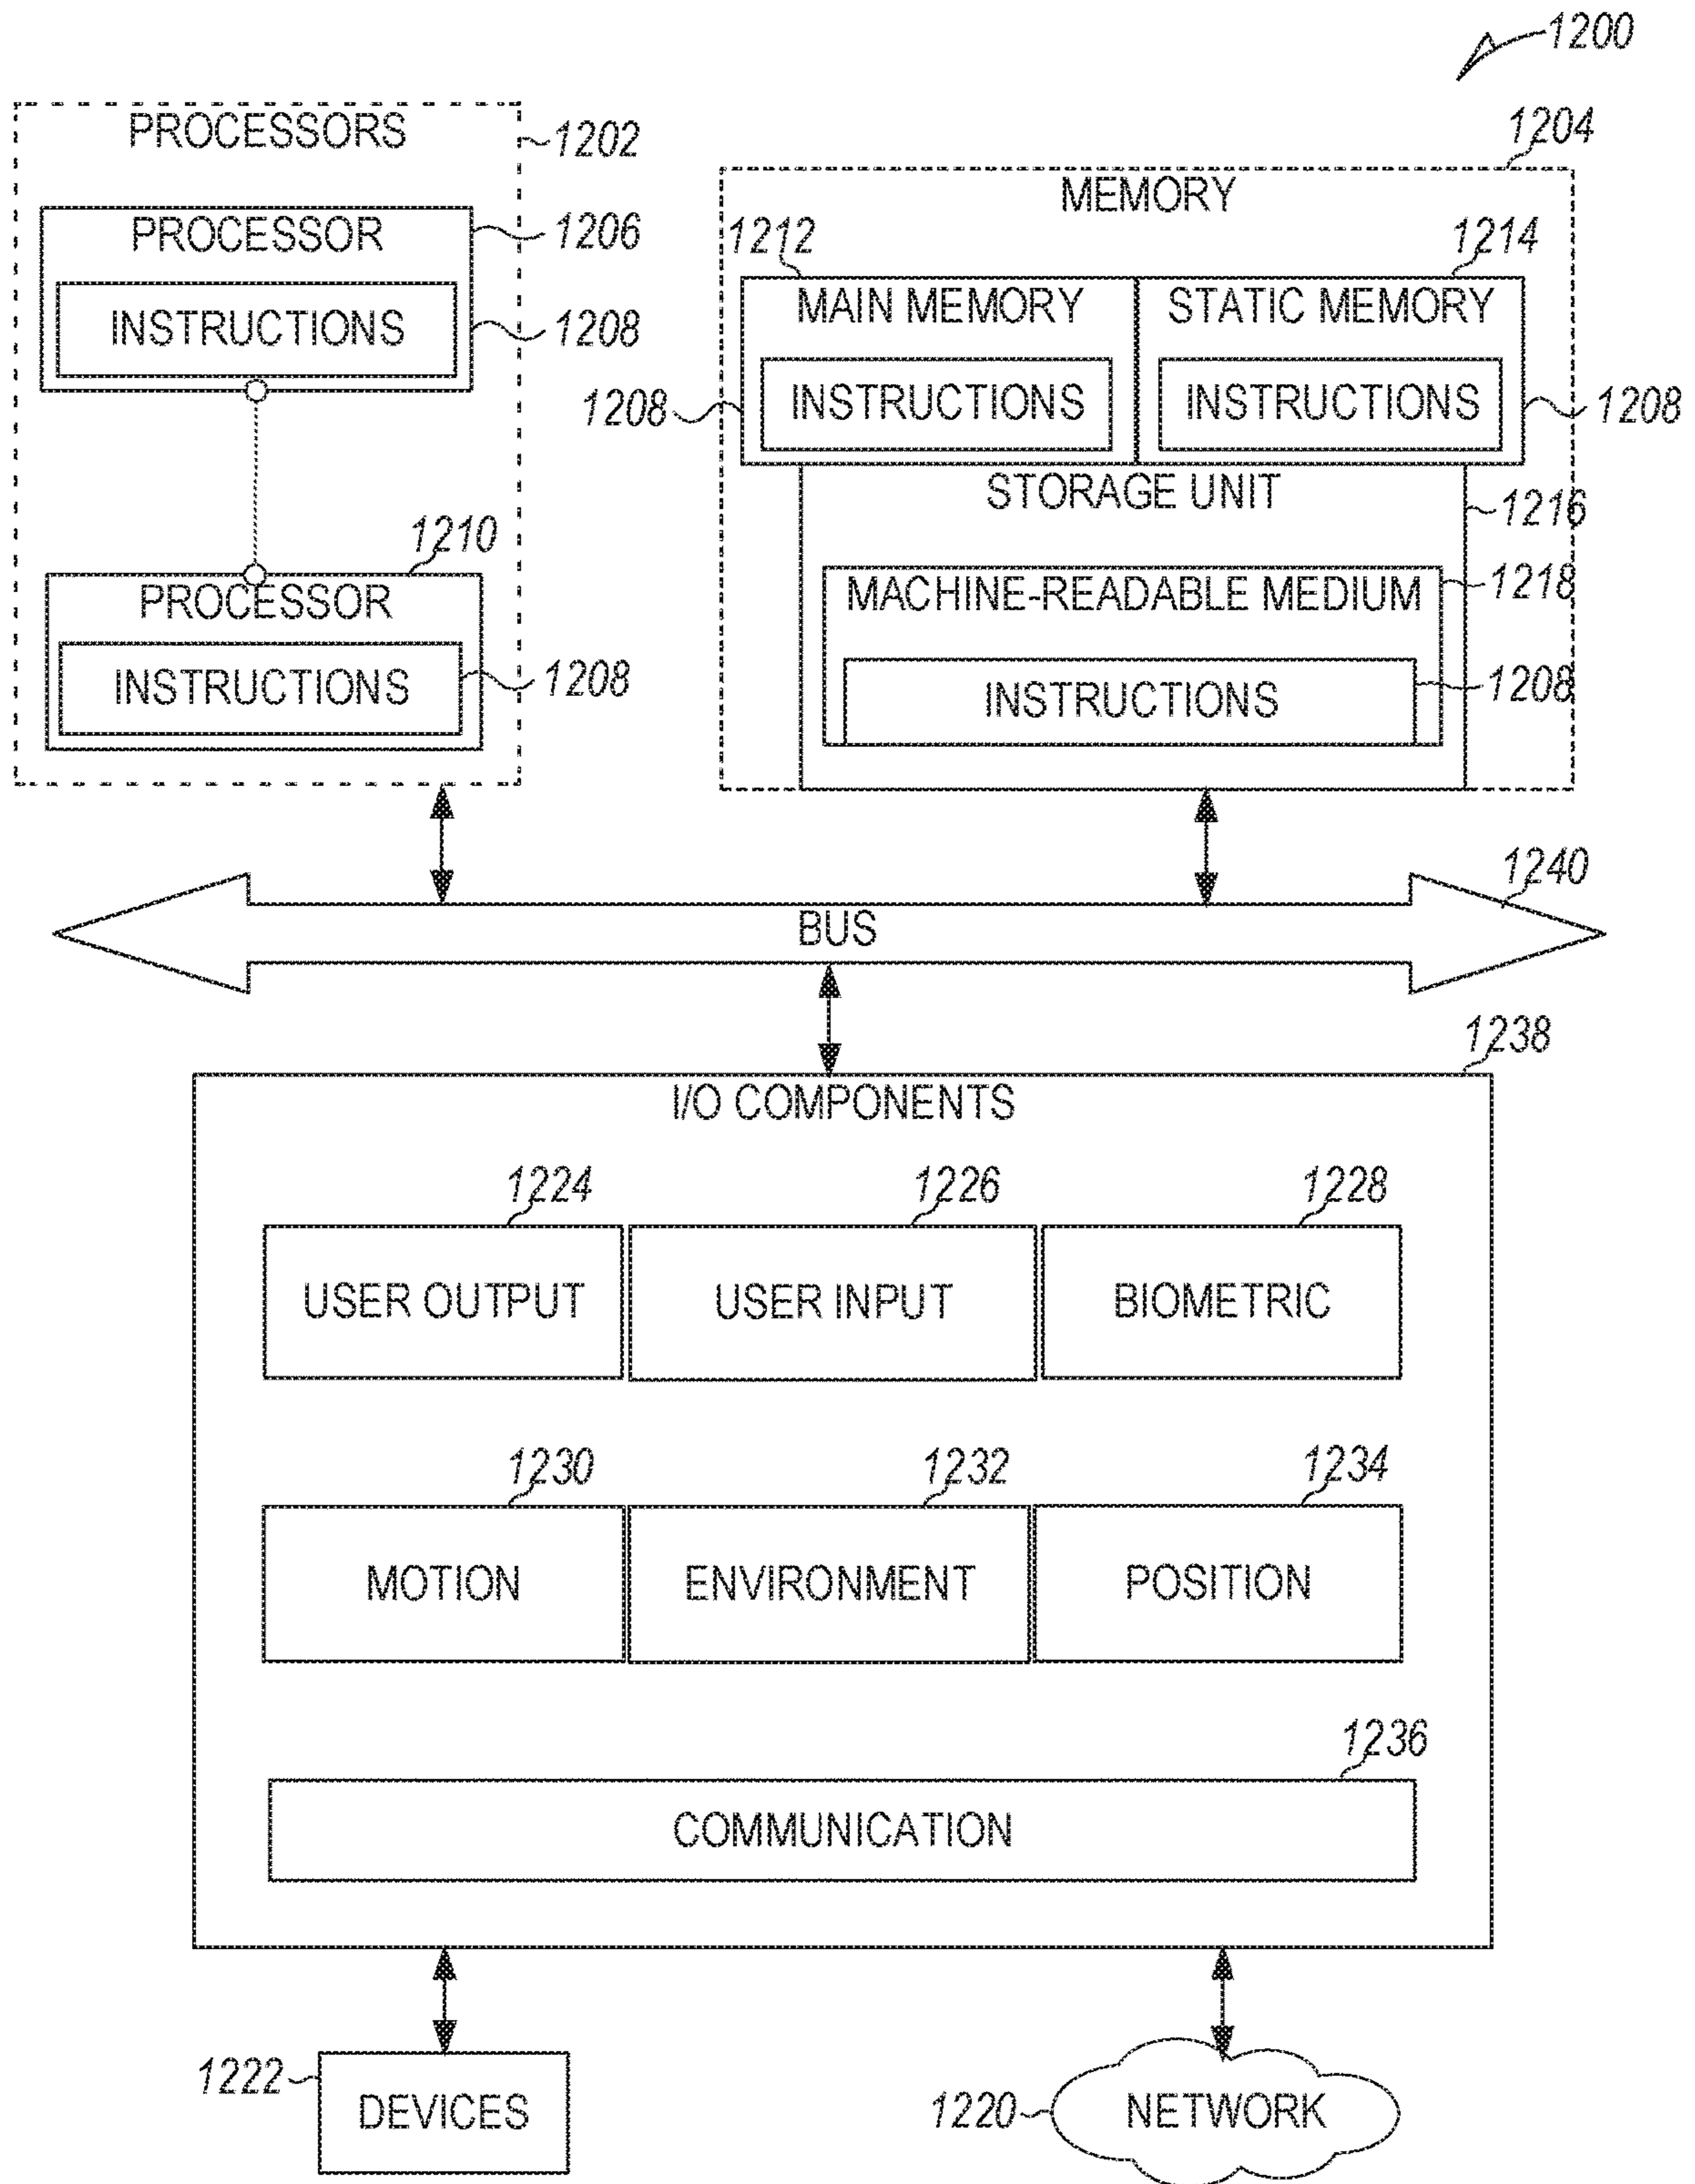 1200
PROCESSORS
1202
PROCESSOR
1206
INSTRUCTIONS
1208
1210
PROCESSOR
INSTRUCTIONS
1208
1204
MEMORY
1212
1214
MAIN MEMORY
STATIC MEMORY
1208
INSTRUCTIONS
INSTRUCTIONS
1208
STORAGE UNIT
1216
MACHINE-READABLE MEDIUM
1218
INSTRUCTIONS
1208
1240
BUS
1238
I/O COMPONENTS
1224
1226
1228
USER OUTPUT
USER INPUT
BIOMETRIC
1230
1232
1234
MOTION
ENVIRONMENT
POSITION
1236
COMMUNICATION
1222
DEVICES
1220
NETWORK